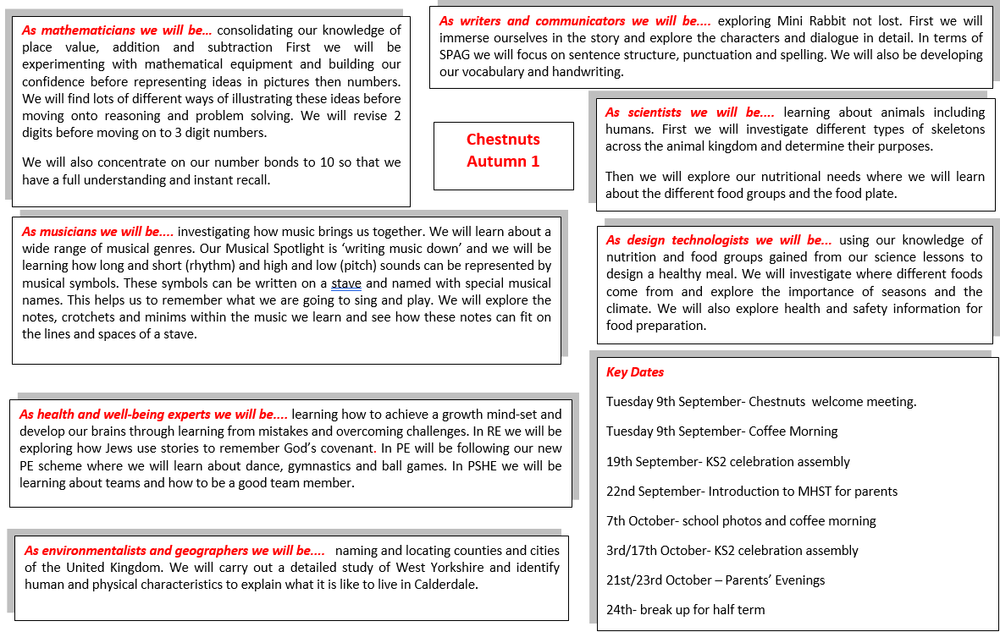 As mathematicians we will be... consolidating our knowledge of
place value, addition and subtraction First we will be
experimenting with mathematical equipment and building our
confidence before representing ideas in pictures then numbers.
We will find lots of different ways of illustrating these ideas before
moving onto reasoning and problem solving. We will revise 2
digits before moving on to 3 digit numbers.
We will also concentrate on our number bonds to 10 so that we
have a full understanding and instant recall.
As writers and communicators we will be.... exploring Mini Rabbit not lost. First we will
immerse ourselves in the story and explore the characters and dialogue in detail. In terms of
SPAG we will focus on sentence structure, punctuation and spelling. We will also be developing
our vocabulary and handwriting.
Chestnuts
Autumn 1
As scientists we will be.... learning about animals including
humans. First we will investigate different types of skeletons
across the animal kingdom and determine their purposes.
Then we will explore our nutritional needs where we will learn
about the different food groups and the food plate.
As musicians we will be.... investigating how music brings us together. We will learn about a
wide range of musical genres. Our Musical Spotlight is ‘writing music down’ and we will be
learning how long and short (rhythm) and high and low (pitch) sounds can be represented by
musical symbols. These symbols can be written on a stave and named with special musical
names. This helps us to remember what we are going to sing and play. We will explore the
notes, crotchets and minims within the music we learn and see how these notes can fit on
the lines and spaces of a stave.
As design technologists we will be... using our knowledge of
nutrition and food groups gained from our science lessons to
design a healthy meal. We will investigate where different foods
come from and explore the importance of seasons and the
climate. We will also explore health and safety information for
food preparation.
As health and well-being experts we will be.... learning how to achieve a growth mind-set and
develop our brains through learning from mistakes and overcoming challenges. In RE we will be
exploring how Jews use stories to remember God’s covenant. In PE will be following our new
PE scheme where we will learn about dance, gymnastics and ball games. In PSHE we will be
learning about teams and how to be a good team member.
As environmentalists and geographers we will be.... naming and locating counties and cities
of the United Kingdom. We will carry out a detailed study of West Yorkshire and identify
human and physical characteristics to explain what it is like to live in Calderdale.
Key Dates
Tuesday 9th September- Chestnuts welcome meeting.
Tuesday 9th September- Coffee Morning
19th September- KS2 celebration assembly
22nd September- Introduction to MHST for parents
7th October- school photos and coffee morning
3rd/17th October- KS2 celebration assembly
21st/23rd October – Parents’ Evenings
24th- break up for half term